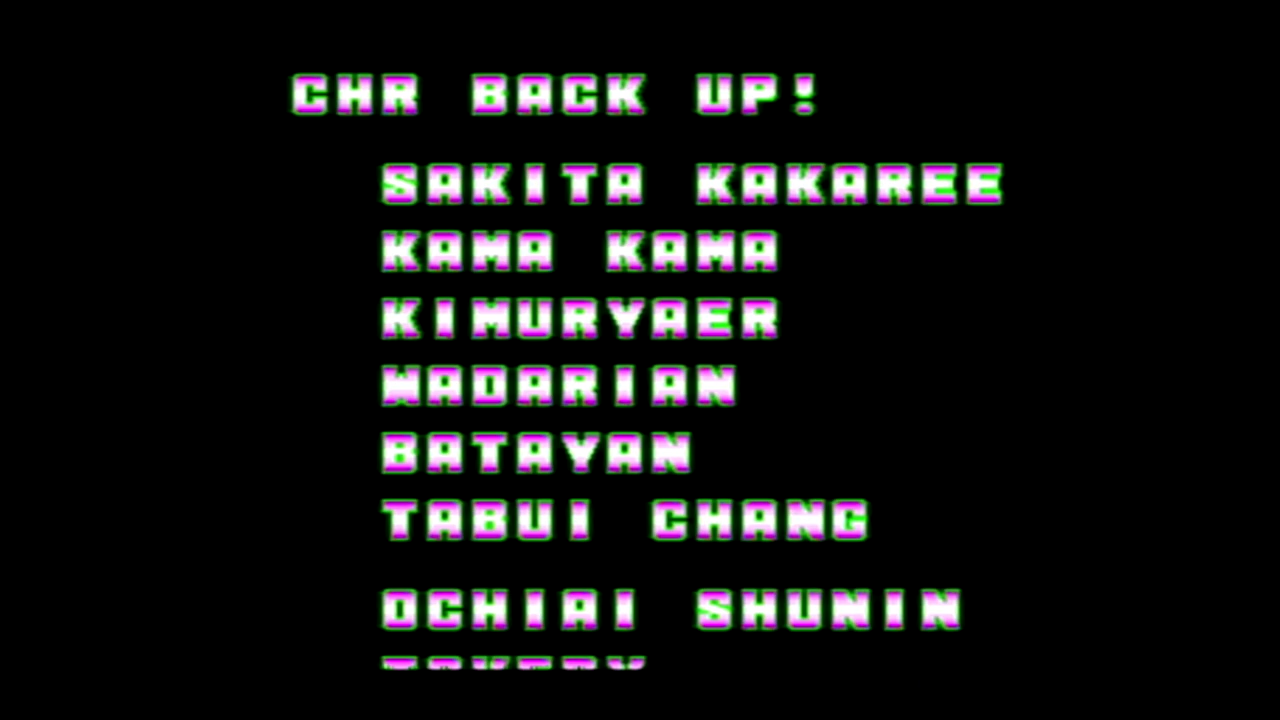 CHR BACK UP!
SAKITA KAKAREE
KAMA KAMA
KIMURYAER
WADARIAN
BATAYAN
TABUI CHANG
OCHIAI SHUNIN